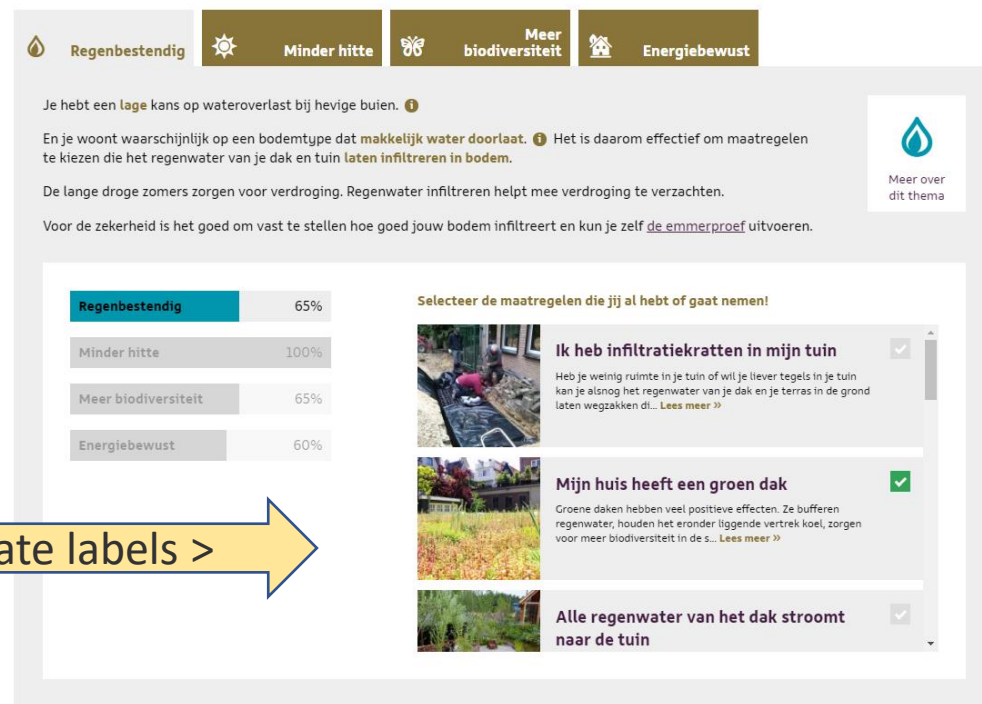 Regenbestendig
Minder hitte
Meer
biodiversiteit
Energiebewust
Je hebt een lage kans op wateroverlast bij hevige buien.
En je woont waarschijnlijk op een bodemtype dat makkelijk water doorlaat. Het is daarom effectief om maatregelen
te kiezen die het regenwater van je dak en tuin laten infiltreren in bodem.
De lange droge zomers zorgen voor verdroging. Regenwater infiltreren helpt mee verdroging te verzachten.
Voor de zekerheid is het goed om vast te stellen hoe goed jouw bodem infiltreert en kun je zelf de emmerproef uitvoeren.
Meer over
dit thema
Regenbestendig 65%
Minder hitte 100%
Meer biodiversiteit 65%
Energiebewust 60%
ate labels >
Selecteer de maatregelen die jij al hebt of gaat nemen!
Ik heb infiltratiekratten in mijn tuin
Heb je weinig ruimte in je tuin of wil je liever tegels in je tuin
kan je alsnog het regenwater van je dak en je terras in de grond
laten wegzakken di... Lees meer »
Mijn huis heeft een groen dak
Groene daken hebben veel positieve effecten. Ze bufferen
regenwater, houden het eronder liggende vertrek koel, zorgen
voor meer biodiversiteit in de s... Lees meer »
Alle regenwater van het dak stroomt
naar de tuin